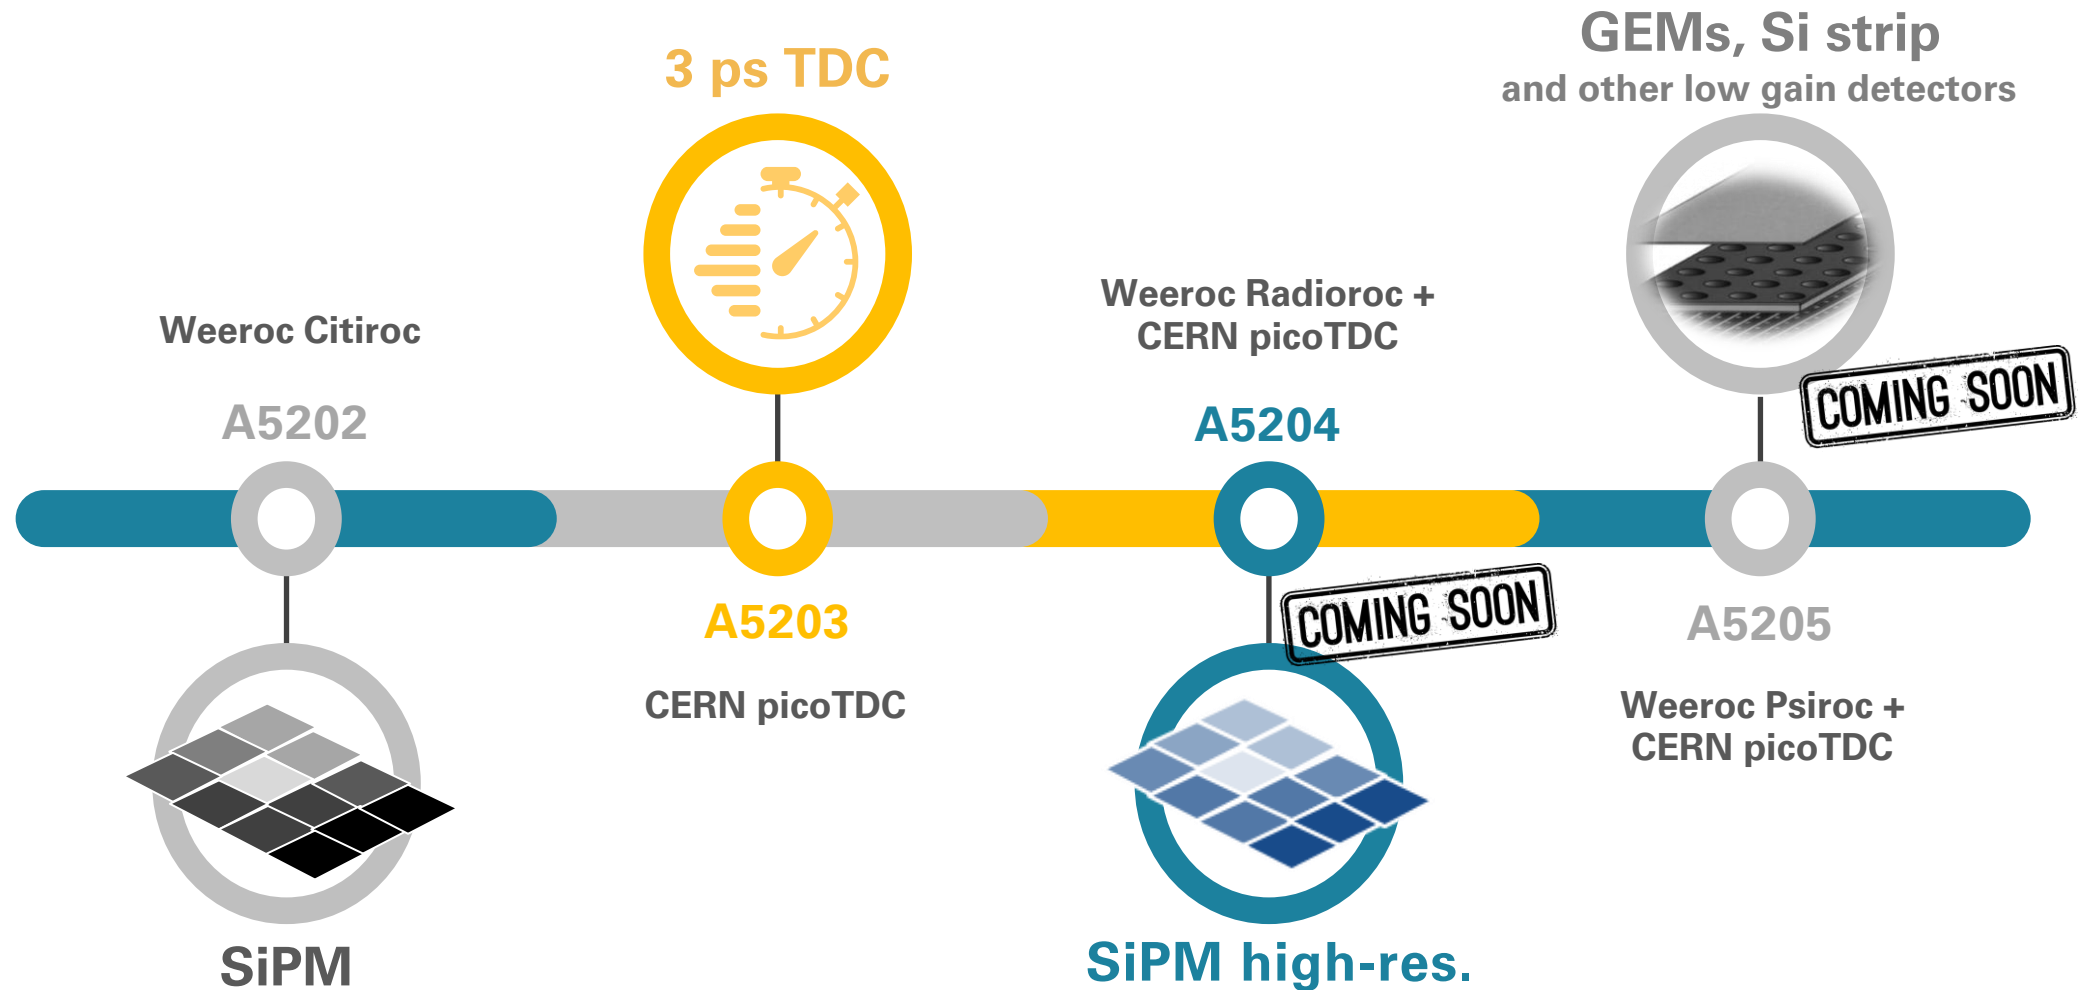 Weeroc Citiroc
A5202
SiPM
3 ps TDC
A5203
CERN picoTDC
Weeroc Radioroc +
CERN picoTDC
A5204
COMING SOON
SiPM high-res.
GEMs, Si strip
and other low gain detectors
COMING SOON
A5205
Weeroc Psiroc +
CERN picoTDC